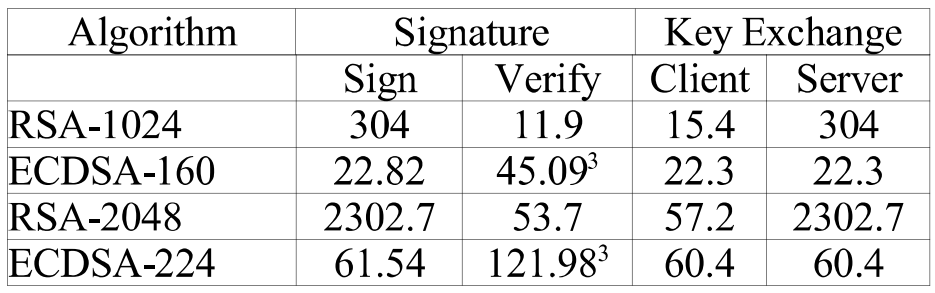 Algorithm Signature Key Exchange
Sign Verify Client Server
RSA-1024 304 11.9 15.4 304
ECDSA-160 22.82 45.09³ 22.3 22.3
RSA-2048 2302.7 53.7 57.2 2302.7
ECDSA-224 61.54 121.98³ 60.4 60.4